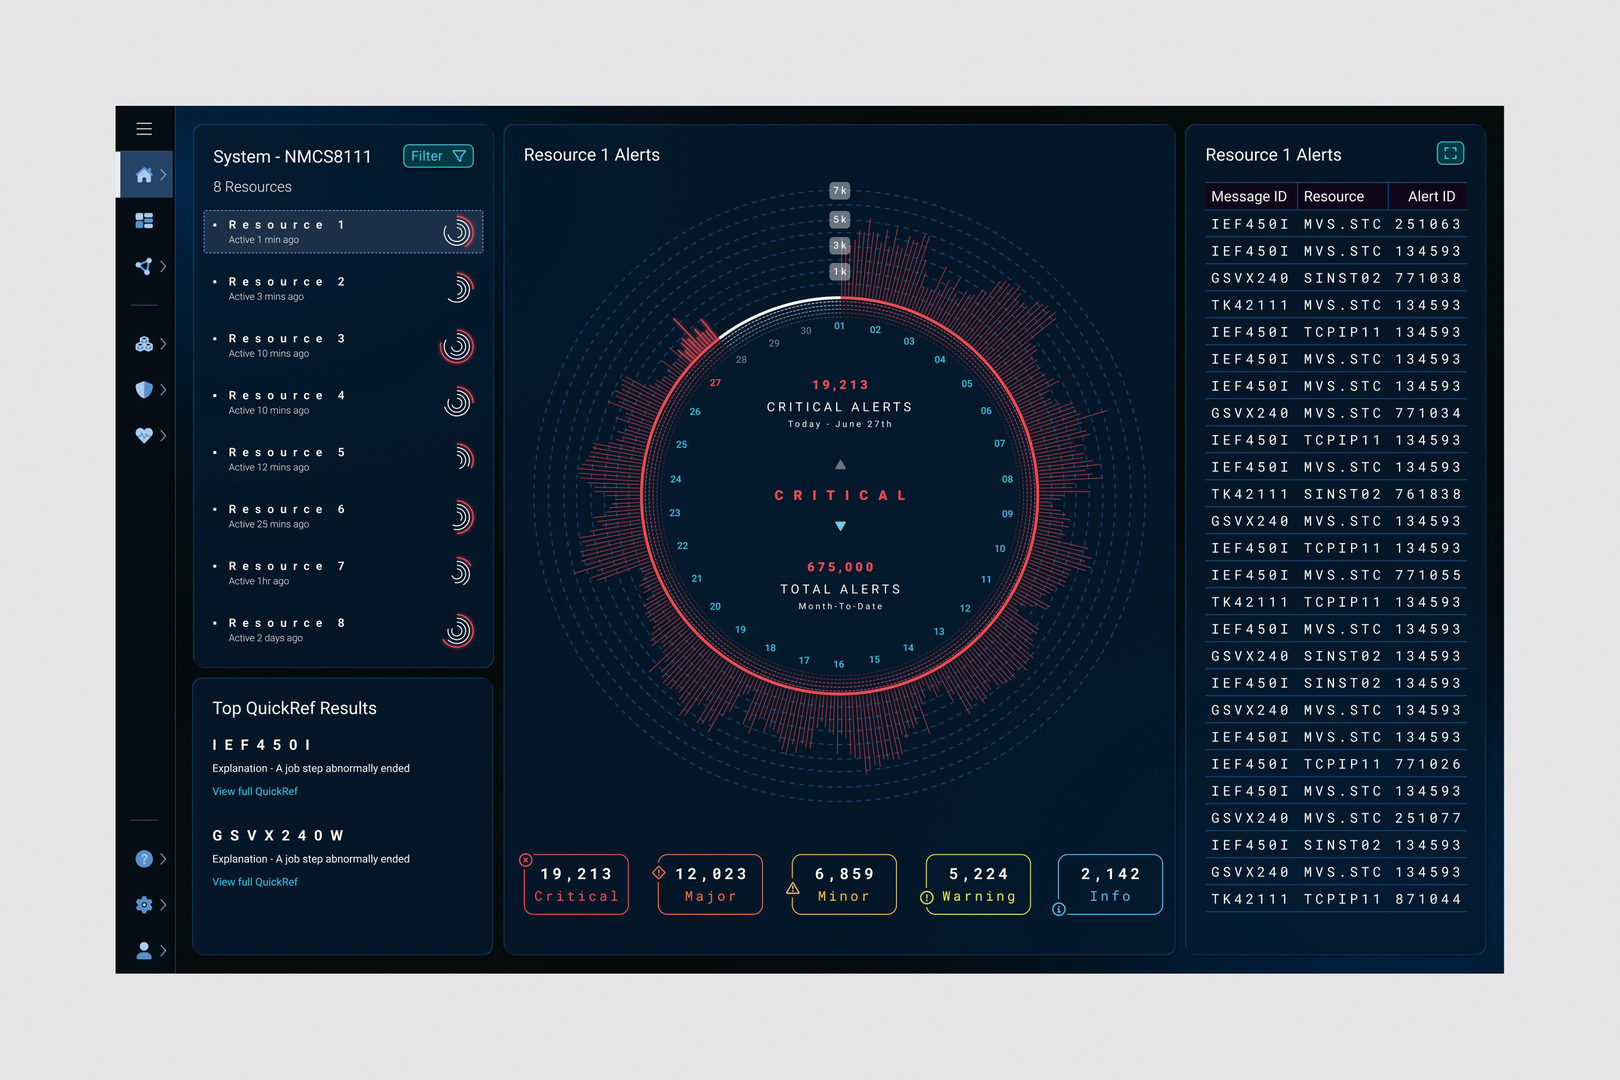 System - NMCS8111
Filter
8 Resources
Resource 1
Active 1 min ago
Resource 2
Active 3 mins ago
Resource 3
Active 10 mins ago
Resource 4
Active 10 mins ago
Resource 5
Active 12 mins ago
Resource 6
Active 25 mins ago
Resource 7
Active 1hr ago
Resource 8
Active 2 days ago
Top QuickRef Results
IEF450I
Explanation - A job step abnormally ended
View full QuickRef
GSVX240W
Explanation - A job step abnormally ended
View full QuickRef
Resource 1 Alerts
7 k
5 k
3 k
1 k
01
02
03
04
05
06
07
08
09
10
11
12
13
14
15
16
17
18
19
20
21
22
23
24
25
26
27
28
29
30
19,213
CRITICAL ALERTS
Today - June 27th
CRITICAL
675,000
TOTAL ALERTS
Month-To-Date
19,213
Critical
12,023
Major
6,859
Minor
5,224
Warning
2,142
Info
Resource 1 Alerts
Message ID Resource Alert ID
IEF450I MVS.STC 251063
IEF450I MVS.STC 134593
GSVX240 SINST02 771038
TK42111 MVS.STC 134593
IEF450I TCPIP11 134593
IEF450I MVS.STC 134593
IEF450I MVS.STC 134593
GSVX240 MVS.STC 771034
IEF450I TCPIP11 134593
IEF450I MVS.STC 134593
TK42111 SINST02 761838
GSVX240 MVS.STC 134593
IEF450I TCPIP11 134593
IEF450I MVS.STC 771055
TK42111 TCPIP11 134593
IEF450I MVS.STC 134593
GSVX240 SINST02 134593
IEF450I SINST02 134593
GSVX240 MVS.STC 134593
IEF450I MVS.STC 134593
IEF450I TCPIP11 771026
IEF450I MVS.STC 134593
GSVX240 MVS.STC 251077
IEF450I SINST02 134593
GSVX240 MVS.STC 134593
TK42111 TCPIP11 871044